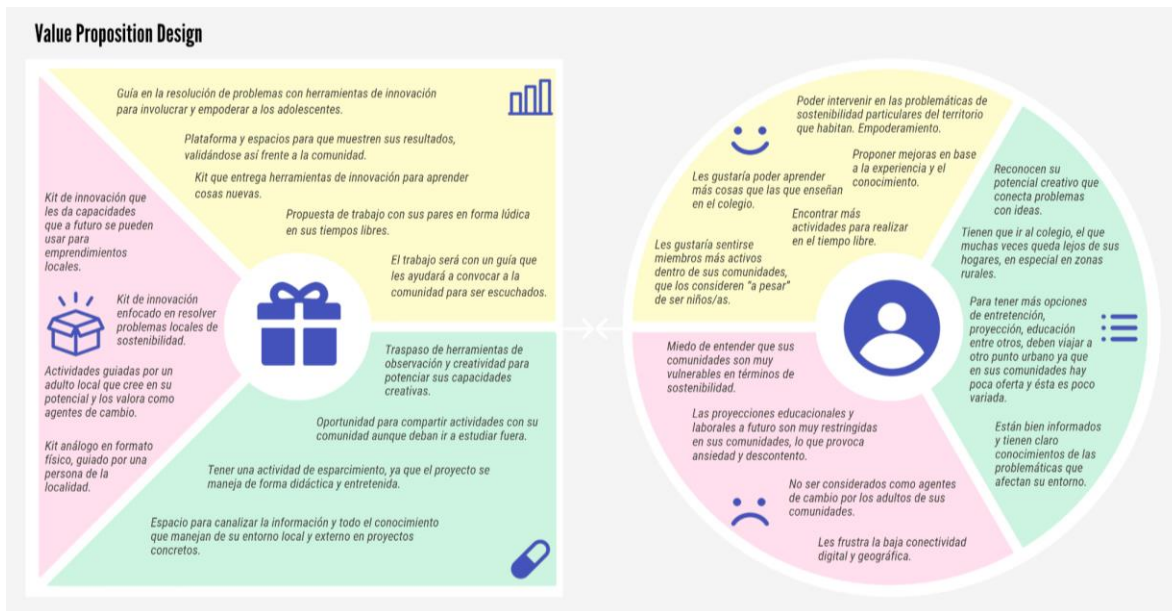 Value Proposition Design
Guía en la resolución de problemas con herramientas de innovación
para involucrar y empoderar a los adolescentes.
Plataforma y espacios para que muestren sus resultados,
validándose así frente a la comunidad.
Kit que entrega herramientas de innovación para aprender
cosas nuevas.
Propuesta de trabajo con sus pares en forma lúdica
en sus tiempos libres.
El trabajo será con un guía que
les ayudará a convocar a la
comunidad para ser escuchados.
Kit de innovación que
les da capacidades
que a futuro se pueden
usar para
emprendimientos
locales.
Kit de innovación
enfocado en resolver
problemas locales de
sostenibilidad.
Actividades guiadas por un
adulto local que cree en su
potencial y los valora como
agentes de cambio.
Kit análogo en formato
físico, guiado por una
persona de la
localidad.
Traspaso de herramientas de
observación y creatividad para
potenciar sus capacidades
creativas.
Oportunidad para compartir actividades con su
comunidad aunque deban ir a estudiar fuera.
Tener una actividad de esparcimiento, ya que el proyecto se
maneja de forma didáctica y entretenida.
Espacio para canalizar la información y todo el conocimiento
que manejan de su entorno local y externo en proyectos
concretos.
Poder intervenir en las problemáticas de
sostenibilidad particulares del territorio
que habitan. Empoderamiento.
Proponer mejoras en base
a la experiencia y el
conocimiento.
Les gustaría poder aprender
más cosas que las que enseñan
en el colegio.
Encontrar más
actividades para realizar
en el tiempo libre.
Les gustaría sentirse
miembros más activos
dentro de sus comunidades,
que los consideren "a pesar"
de ser niños/as.
Reconocen su
potencial creativo que
conecta problemas
con ideas.
Tienen que ir al colegio, el que
muchas veces queda lejos de sus
hogares, en especial en zonas
rurales.
Para tener más opciones
de entretención,
proyección, educación
entre otros, deben viajar a
otro punto urbano ya que
en sus comunidades hay
poca oferta y ésta es poco
variada.
Están bien informados
y tienen claro
conocimientos de las
problemáticas que
afectan su entorno.
Miedo de entender que sus
comunidades son muy
vulnerables en términos de
sostenibilidad.
Las proyecciones educacionales y
laborales a futuro son muy restringidas
en sus comunidades, lo que provoca
ansiedad y descontento.
No ser considerados como agentes
de cambio por los adultos de sus
comunidades.
Les frustra la baja conectividad
digital y geográfica.